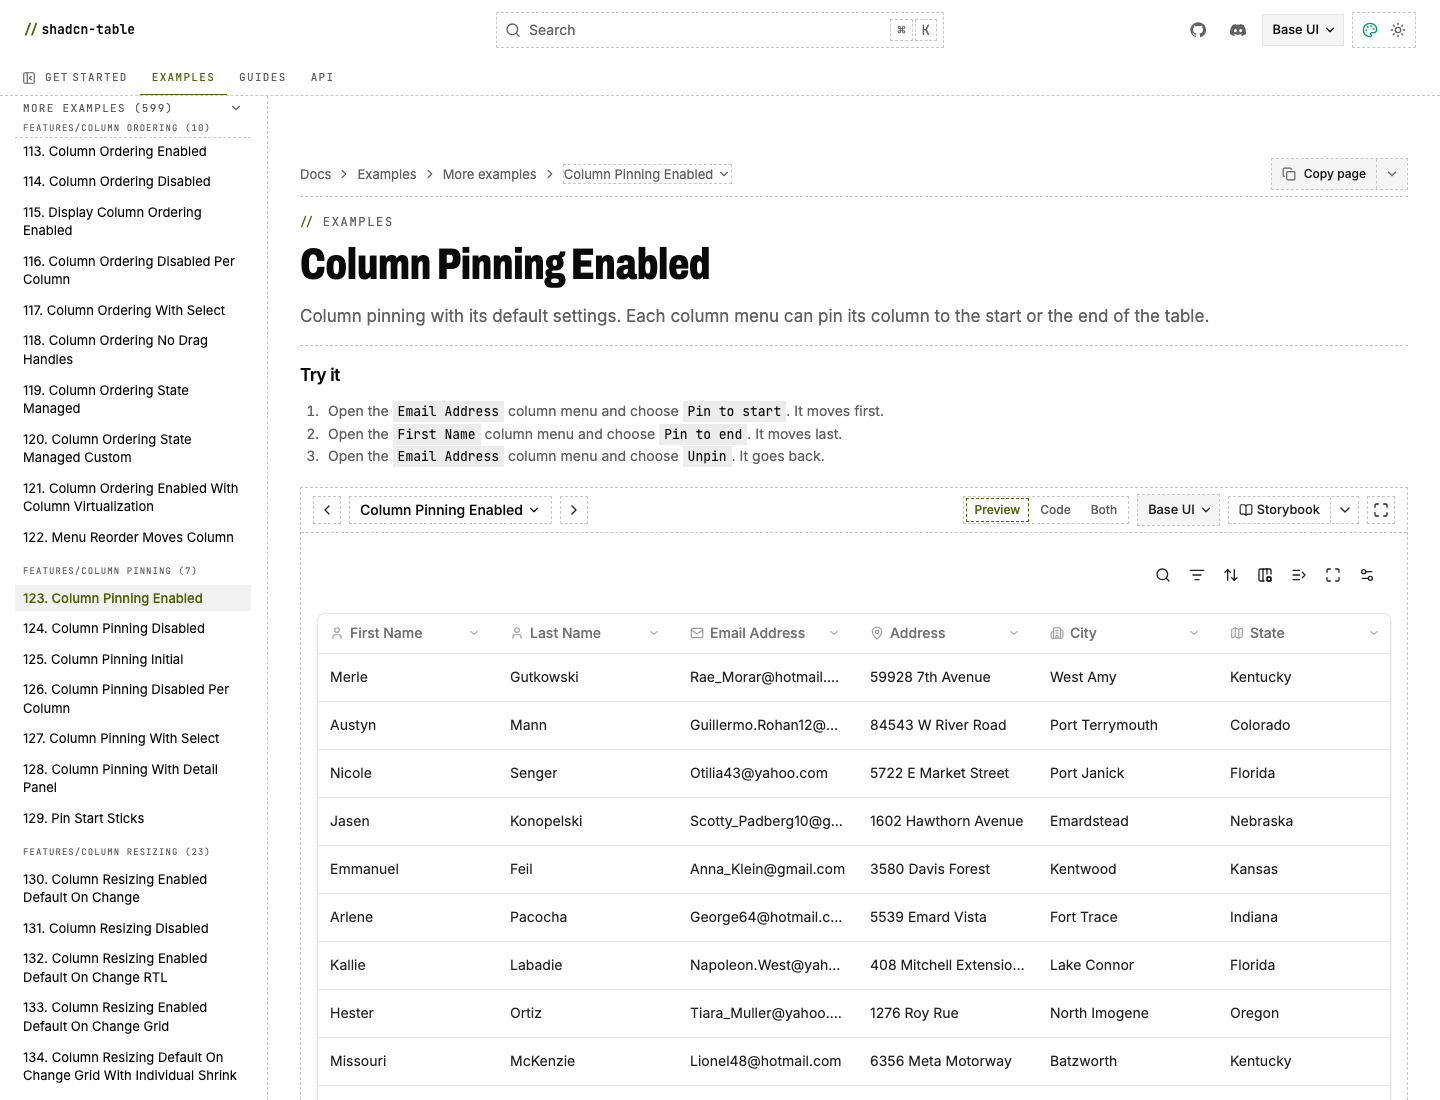 // shadcn-table
Search
⌘ K
Base UI
GET STARTED
EXAMPLES
GUIDES
API
MORE EXAMPLES (599)
FEATURES/COLUMN ORDERING (10)
113. Column Ordering Enabled
114. Column Ordering Disabled
115. Display Column Ordering
Enabled
116. Column Ordering Disabled Per
Column
117. Column Ordering With Select
118. Column Ordering No Drag
Handles
119. Column Ordering State
Managed
120. Column Ordering State
Managed Custom
121. Column Ordering Enabled With
Column Virtualization
122. Menu Reorder Moves Column
FEATURES/COLUMN PINNING (7)
123. Column Pinning Enabled
124. Column Pinning Disabled
125. Column Pinning Initial
126. Column Pinning Disabled Per
Column
127. Column Pinning With Select
128. Column Pinning With Detail
Panel
129. Pin Start Sticks
FEATURES/COLUMN RESIZING (23)
130. Column Resizing Enabled
Default On Change
131. Column Resizing Disabled
132. Column Resizing Enabled
Default On Change RTL
133. Column Resizing Enabled
Default On Change Grid
134. Column Resizing Default On
Change Grid With Individual Shrink
Docs > Examples > More examples > Column Pinning Enabled
Copy page
// EXAMPLES
Column Pinning Enabled
Column pinning with its default settings. Each column menu can pin its column to the start or the end of the table.
Try it
1. Open the Email Address column menu and choose Pin to start. It moves first.
2. Open the First Name column menu and choose Pin to end. It moves last.
3. Open the Email Address column menu and choose Unpin. It goes back.
Column Pinning Enabled
Preview Code Both
Base UI
Storybook
First Name Last Name Email Address Address City State
Merle Gutkowski Rae_Morar@hotmail.... 59928 7th Avenue West Amy Kentucky
Austyn Mann Guillermo.Rohan12@... 84543 W River Road Port Terrymouth Colorado
Nicole Senger Otilia43@yahoo.com 5722 E Market Street Port Janick Florida
Jasen Konopelski Scotty_Padberg10@g... 1602 Hawthorn Avenue Emardstead Nebraska
Emmanuel Feil Anna_Klein@gmail.com 3580 Davis Forest Kentwood Kansas
Arlene Pacocha George64@hotmail.c... 5539 Emard Vista Fort Trace Indiana
Kallie Labadie Napoleon.West@yah... 408 Mitchell Extensio... Lake Connor Florida
Hester Ortiz Tiara_Muller@yahoo.... 1276 Roy Rue North Imogene Oregon
Missouri McKenzie Lionel48@hotmail.com 6356 Meta Motorway Batzworth Kentucky